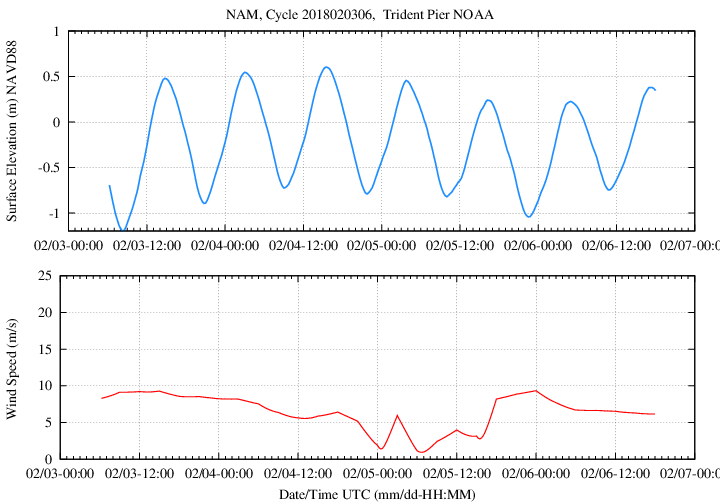 NAM, Cycle 2018020306, Trident Pier NOAA
Surface Elevation (m) NAVD88
1
0.5
0
-0.5
-1
02/03-00:00 02/03-12:00 02/04-00:00 02/04-12:00 02/05-00:00 02/05-12:00 02/06-00:00 02/06-12:00 02/07-00:0
Wind Speed (m/s)
25
20
15
10
5
0
02/03-00:00 02/03-12:00 02/04-00:00 02/04-12:00 02/05-00:00 02/05-12:00 02/06-00:00 02/06-12:00 02/07-00:0
Date/Time UTC (mm/dd-HH:MM)